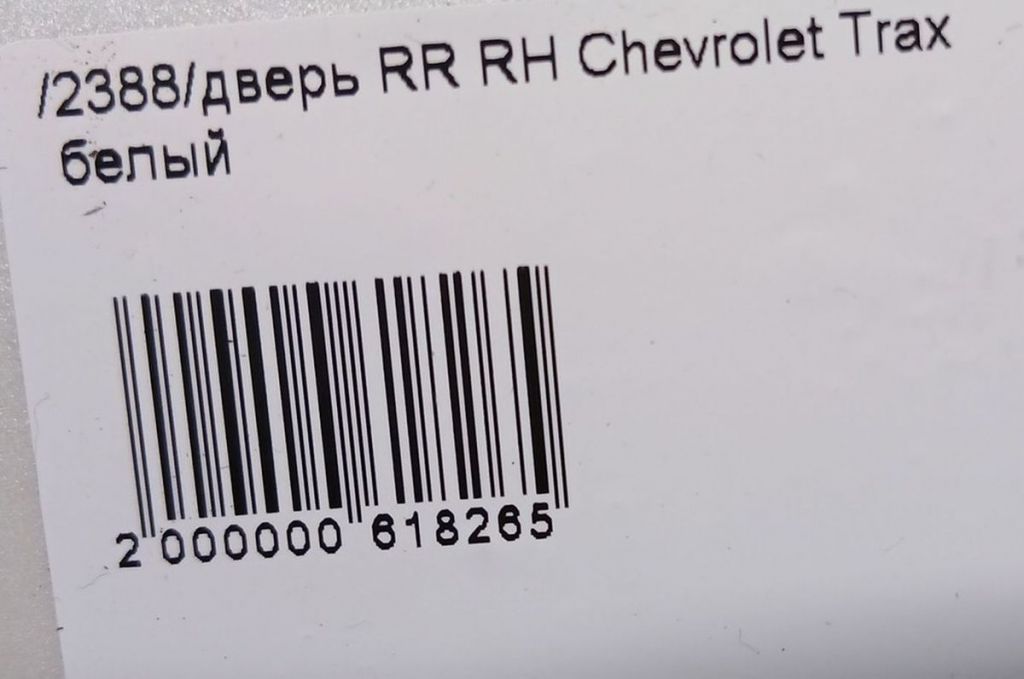 /2388/дверь RR RH Chevrolet Trax
белый
2 000000 618265